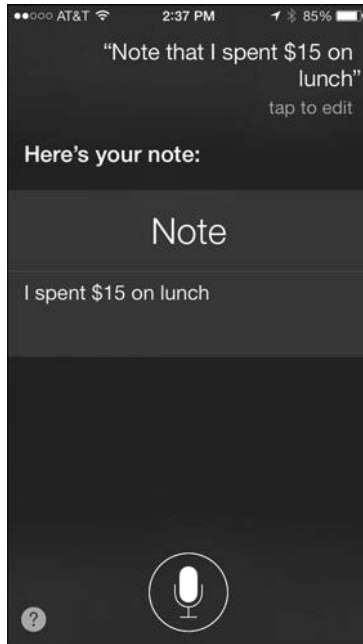 AT&T 2:37 PM 85%
“Note that I spent $15 on
lunch”
tap to edit
Here’s your note:
Note
I spent $15 on lunch
?